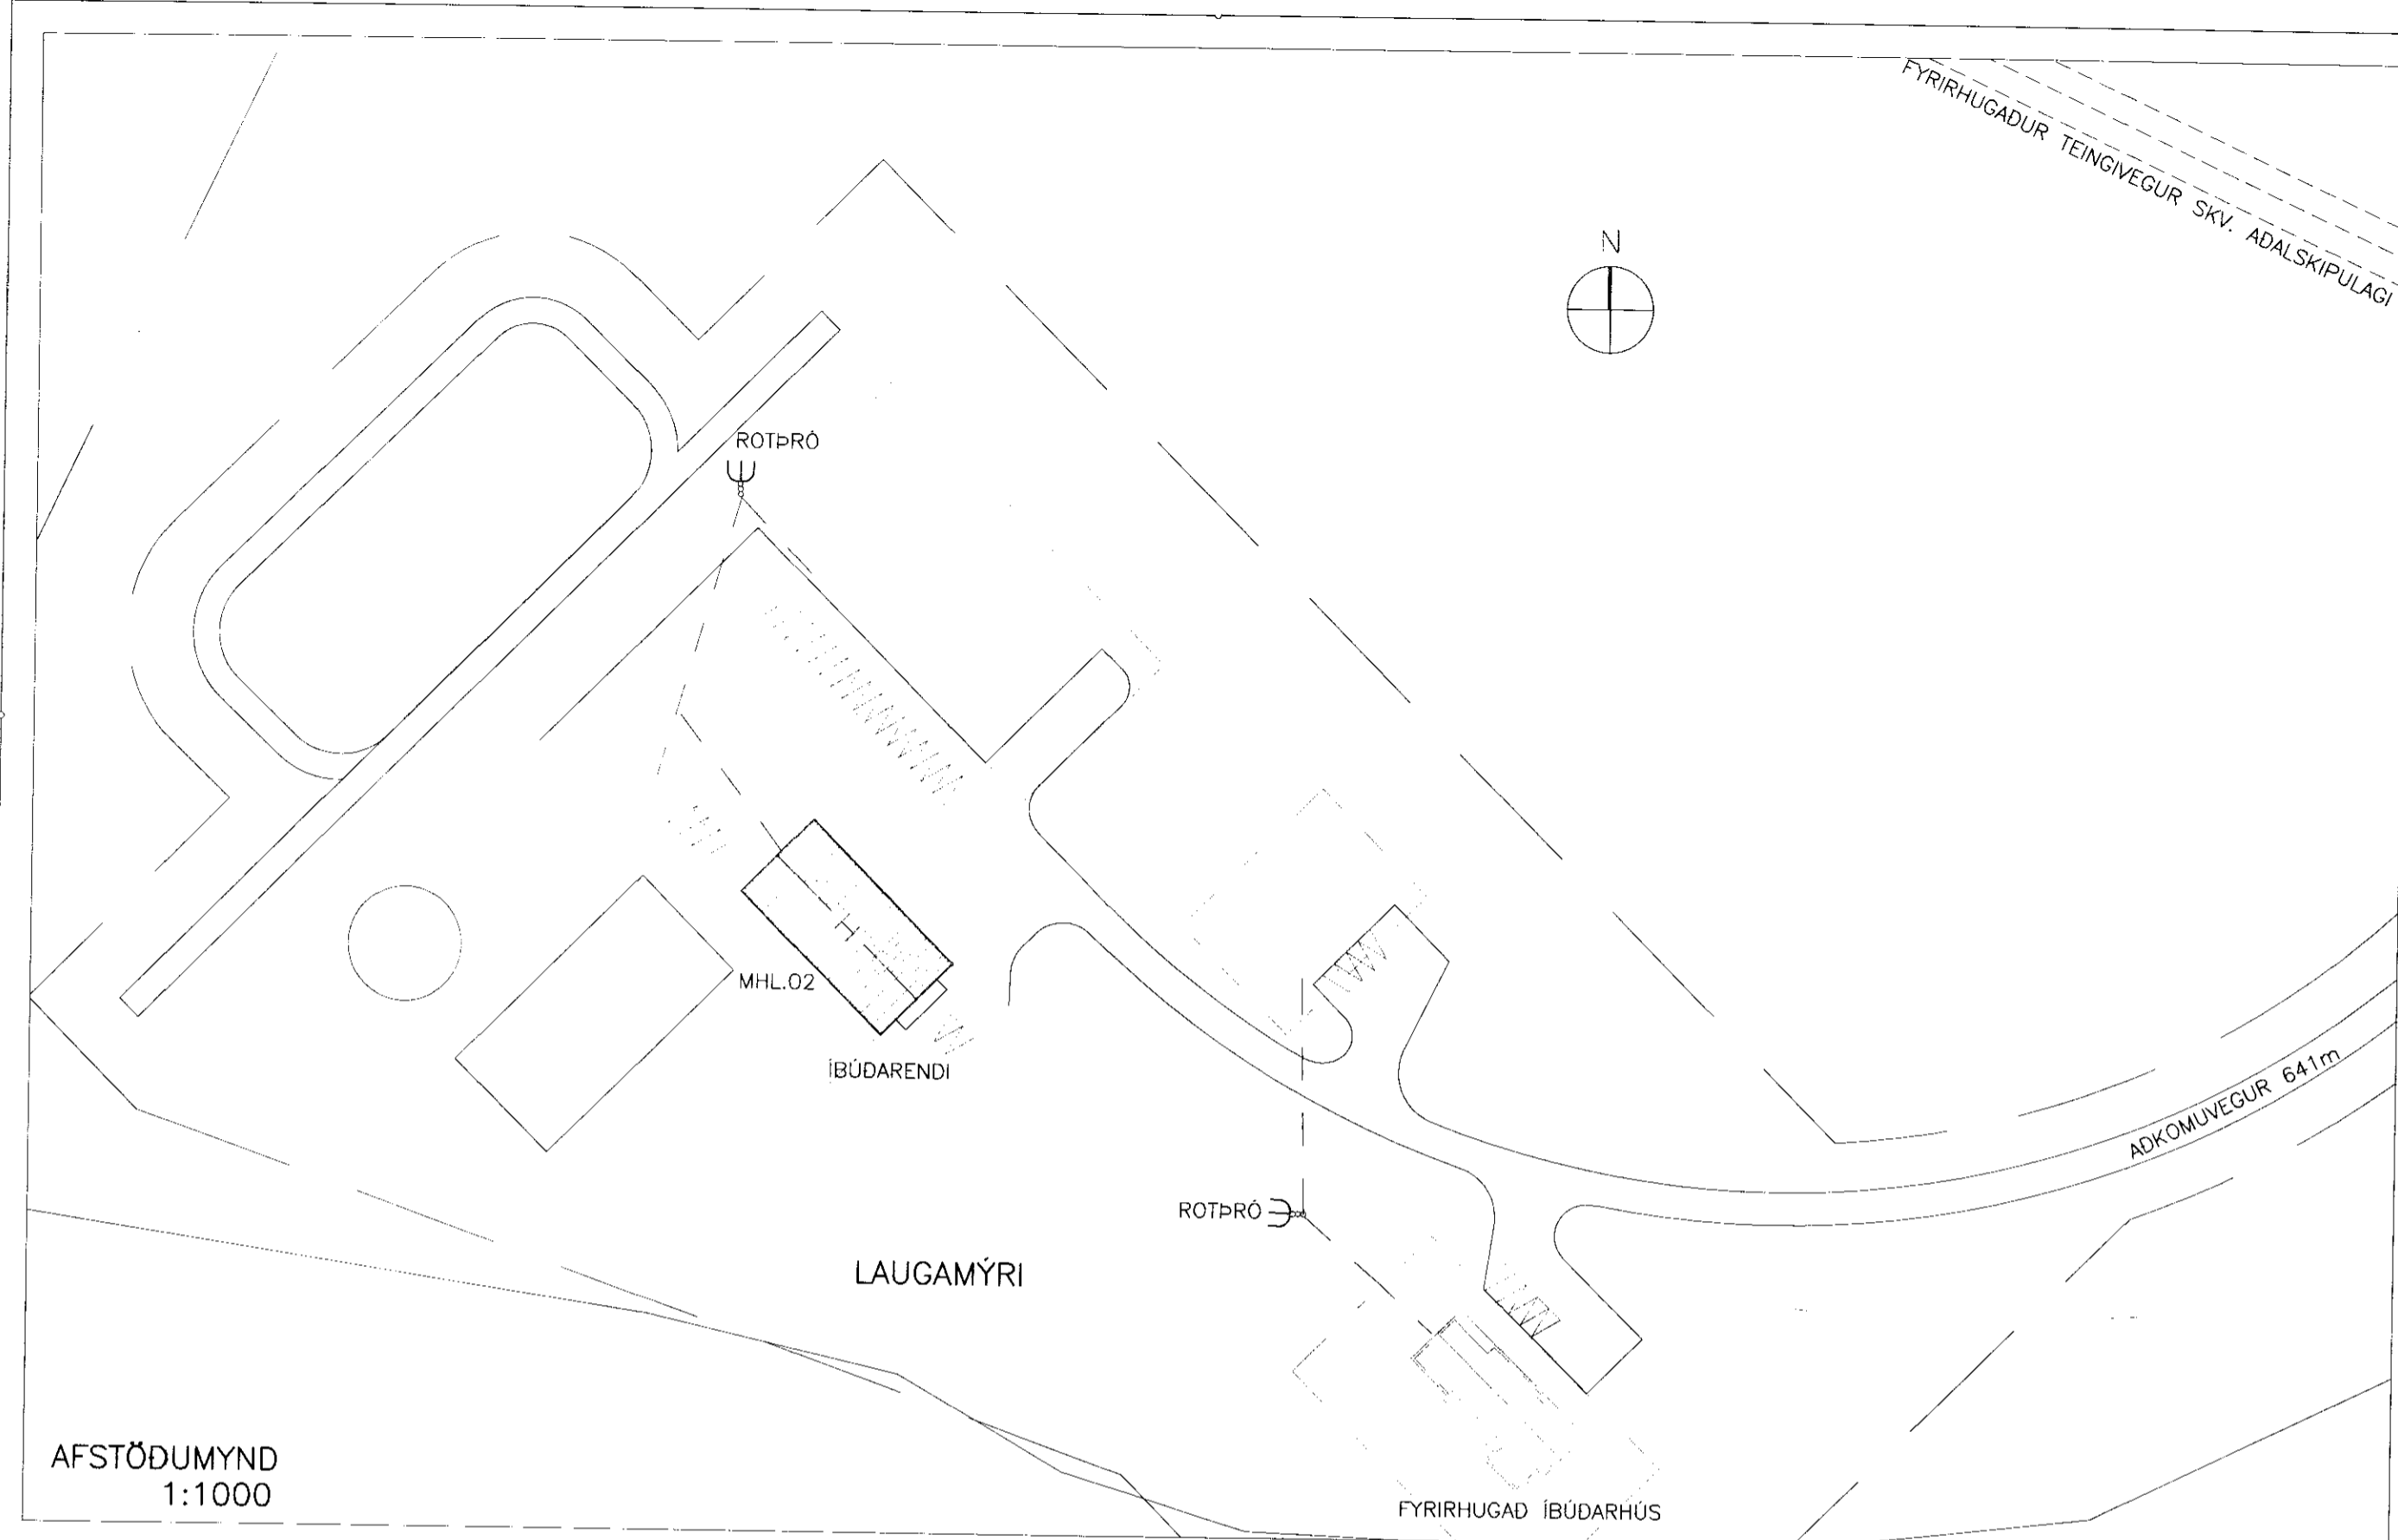 FYRIRHUGAÐUR TEINGIVEGUR SKV. AÐALSKIPULAGI
N
ROTÞRÓ
MHL.02
ÍBÚÐARENDI
AÐKOMUVEGUR 641m
ROTÞRÓ
LAUGAMÝRI
AFSTÖÐUMYND
1:1000
FYRIRHUGAÐ ÍBÚÐARHÚS